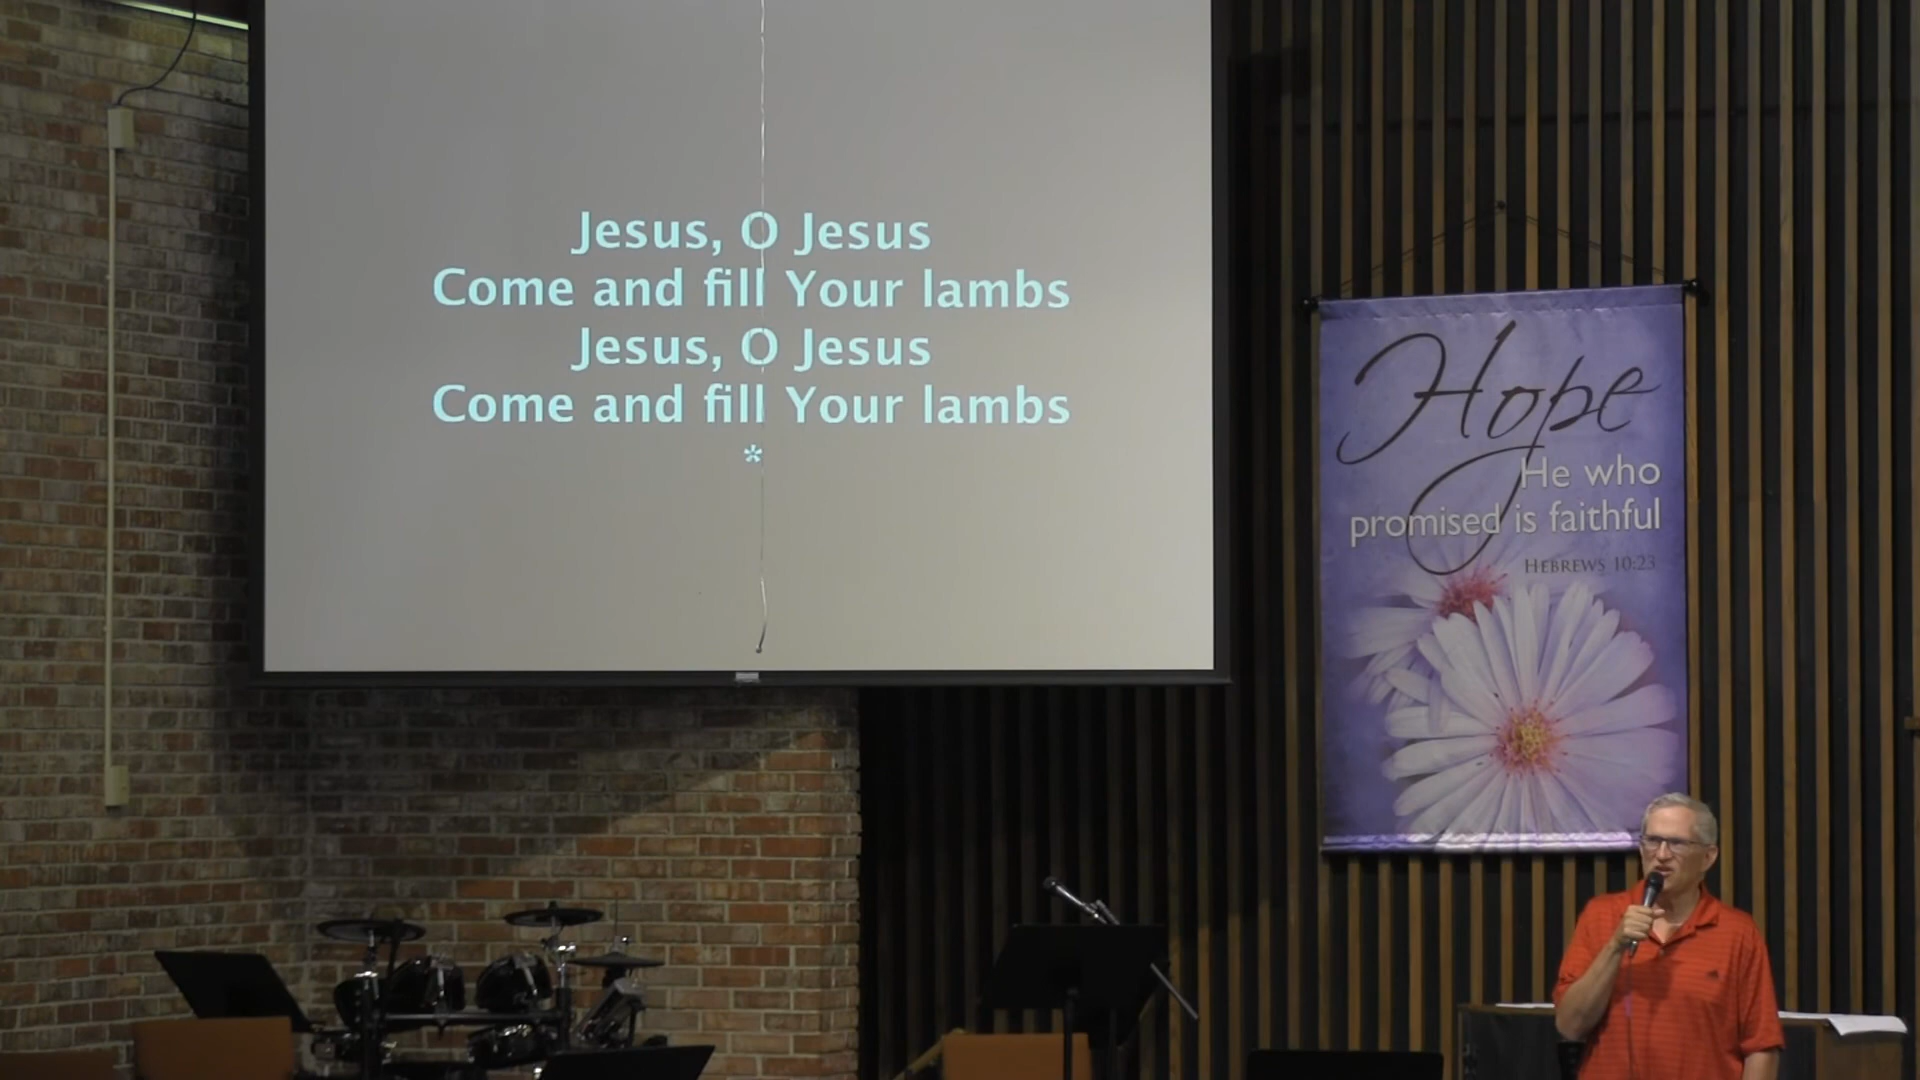 Jesus, O Jesus
Come and fill Your lambs
Jesus, O Jesus
Come and fill Your lambs
*
Hope
He who
promised is faithful
HEBREWS 10:23